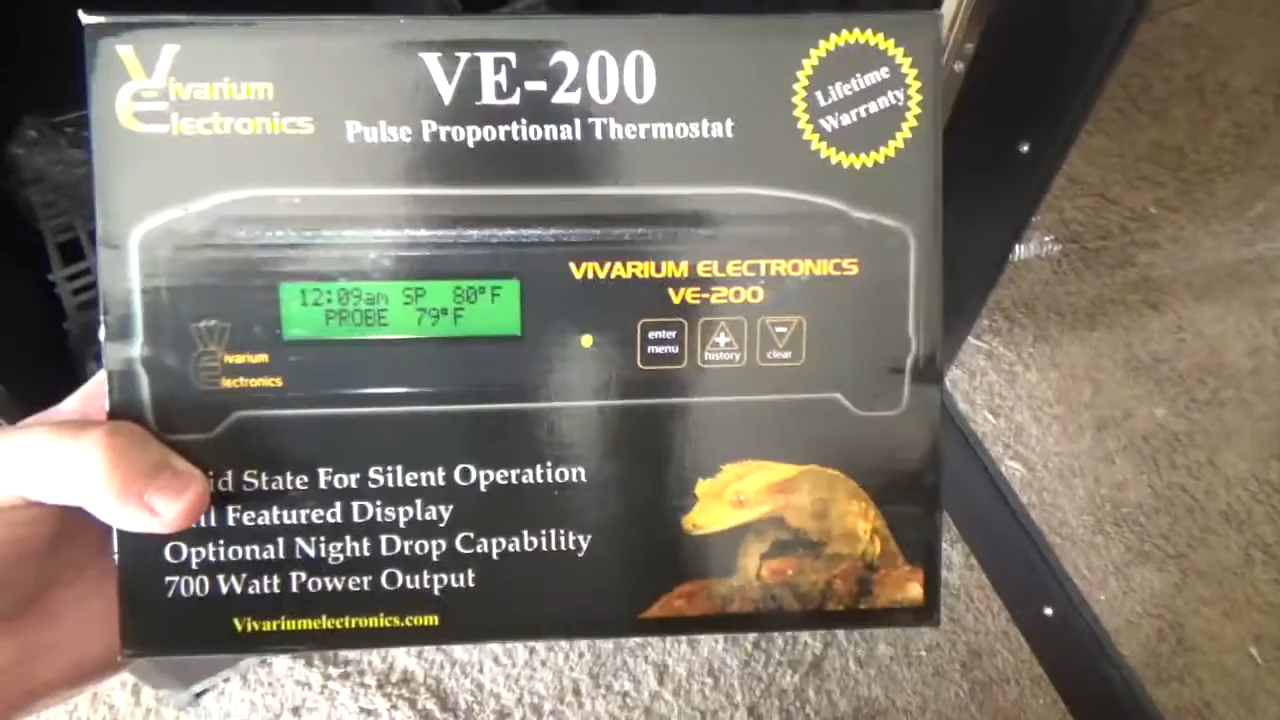 Vivarium
Electronics
VE-200
Pulse Proportional Thermostat
Lifetime
Warranty
12:09am SP 80°F
PROBE 79°F
VIVARIUM ELECTRONICS
VE-200
enter
menu
+
history
-
clear
Vivarium
Electronics
State For Silent Operation
Featured Display
Optional Night Drop Capability
700 Watt Power Output
Vivariumelectronics.com